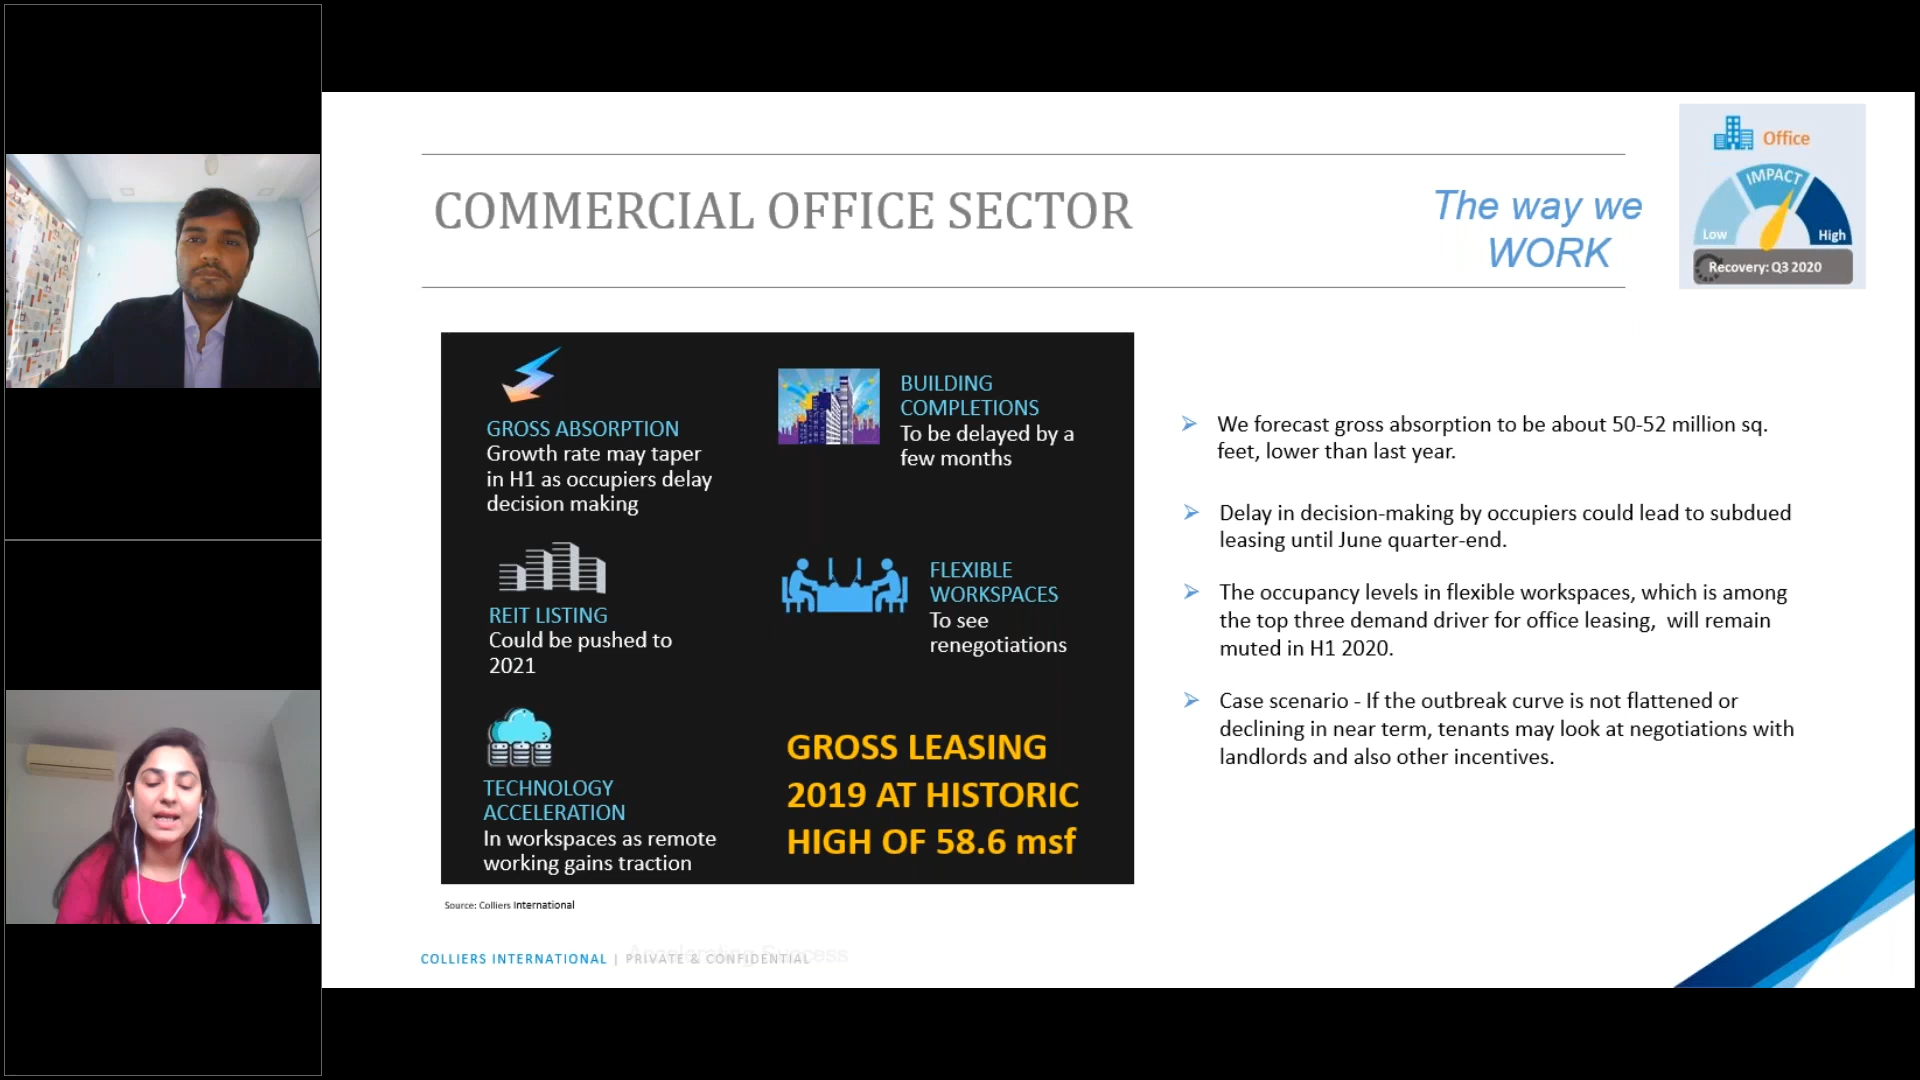 COMMERCIAL OFFICE SECTOR
The way we
WORK
Office
IMPACT
Low
High
Recovery: Q3 2020
GROSS ABSORPTION
Growth rate may taper
in H1 as occupiers delay
decision making
BUILDING
COMPLETIONS
To be delayed by a
few months
REIT LISTING
Could be pushed to
2021
FLEXIBLE
WORKSPACES
To see
renegotiations
TECHNOLOGY
ACCELERATION
In workspaces as remote
working gains traction
GROSS LEASING
2019 AT HISTORIC
HIGH OF 58.6 msf
We forecast gross absorption to be about 50-52 million sq.
feet, lower than last year.
Delay in decision-making by occupiers could lead to subdued
leasing until June quarter-end.
The occupancy levels in flexible workspaces, which is among
the top three demand driver for office leasing, will remain
muted in H1 2020.
Case scenario - If the outbreak curve is not flattened or
declining in near term, tenants may look at negotiations with
landlords and also other incentives.
Source: Colliers International
Accelerating Success
COLLIERS INTERNATIONAL | PRIVATE & CONFIDENTIAL